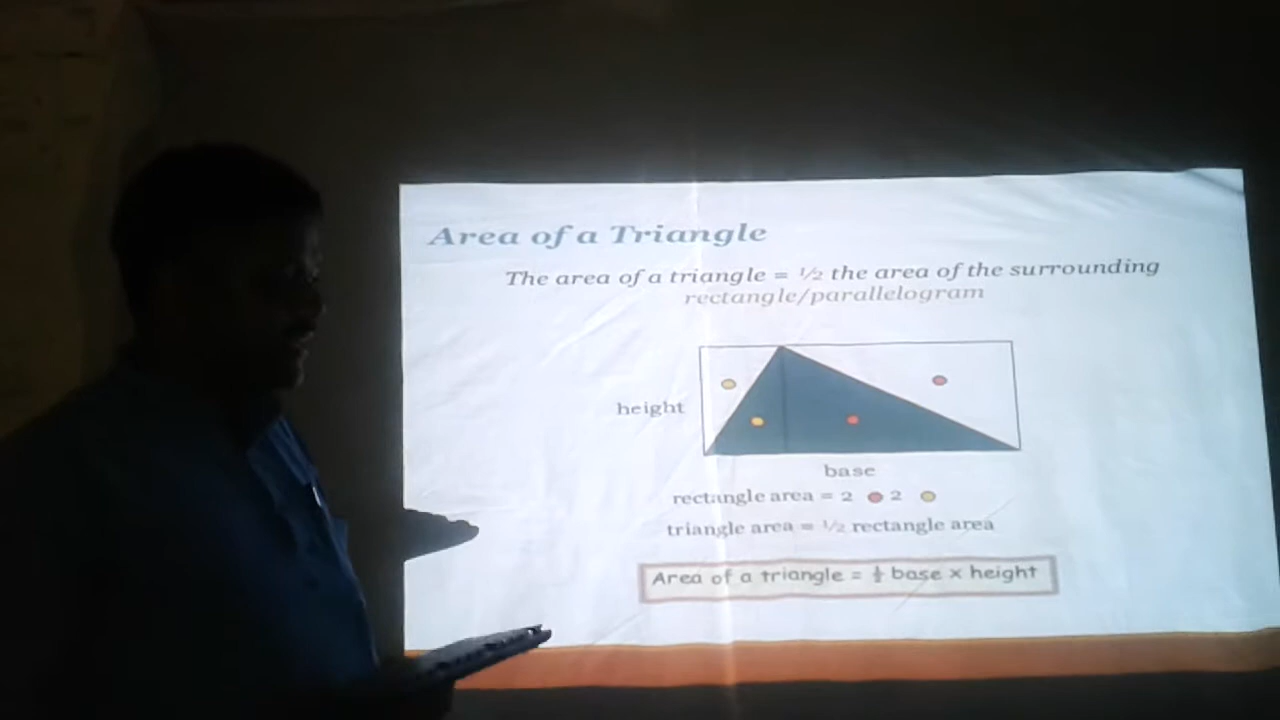 Area of a Triangle
The area of a triangle = ½ the area of the surrounding
rectangle/parallelogram
height
base
rectangle area = 2 2
triangle area = ½ rectangle area
Area of a triangle = ½ base x height